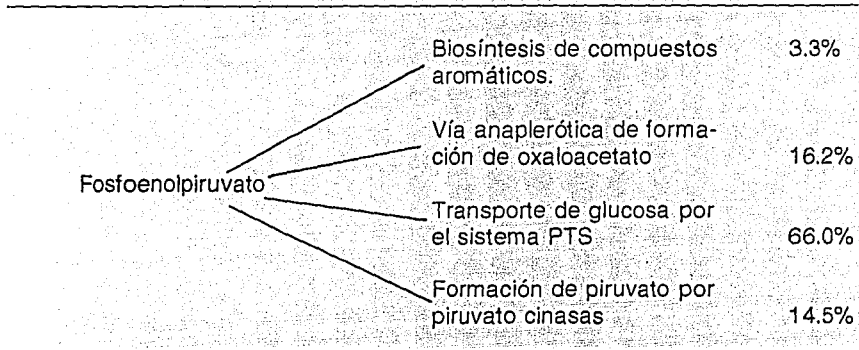 Biosíntesis de compuestos 3.3%
aromáticos.
Vía anaplerótica de forma-
ción de oxaloacetato 16.2%
Fosfoenolpiruvato
Transporte de glucosa por
el sistema PTS 66.0%
Formación de piruvato por
piruvato cinasas 14.5%